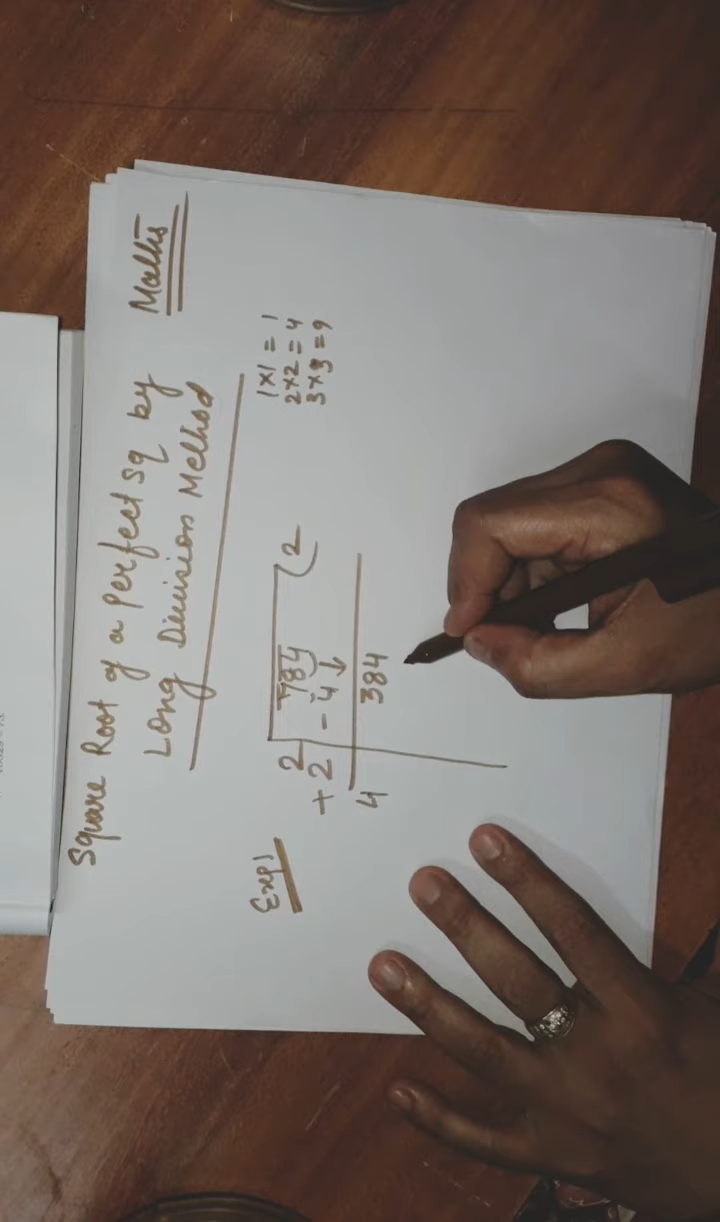 Maths
Square Root of a perfect sq by
Long Division Method
Exp1
1 x 1 = 1
2 x 2 = 4
3 x 3 = 9
2 784 2
+ 2 - 4 ↓
4 384